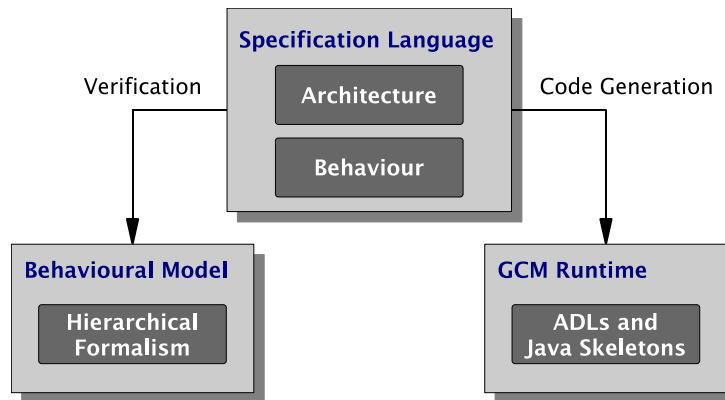 Specification Language
Architecture
Behaviour
Verification
Code Generation
Behavioural Model
Hierarchical
Formalism
GCM Runtime
ADLs and
Java Skeletons